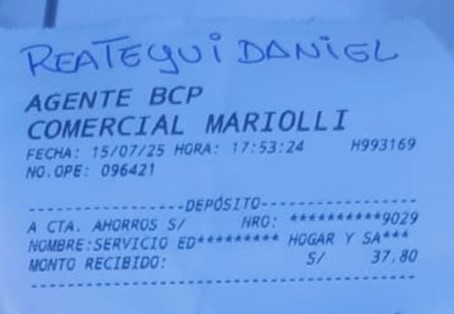 REATEGUI DANIEL
AGENTE BCP
COMERCIAL MARIOLLI
FECHA: 15/07/25 HORA: 17:53:24 H993169
NO.OPE: 096421
------------------DEPÓSITO------------------
A CTA. AHORROS S/ NRO: **********9029
NOMBRE:SERVICIO ED********* HOGAR Y SA***
MONTO RECIBIDO: S/ 37.80
--------------------------------------------